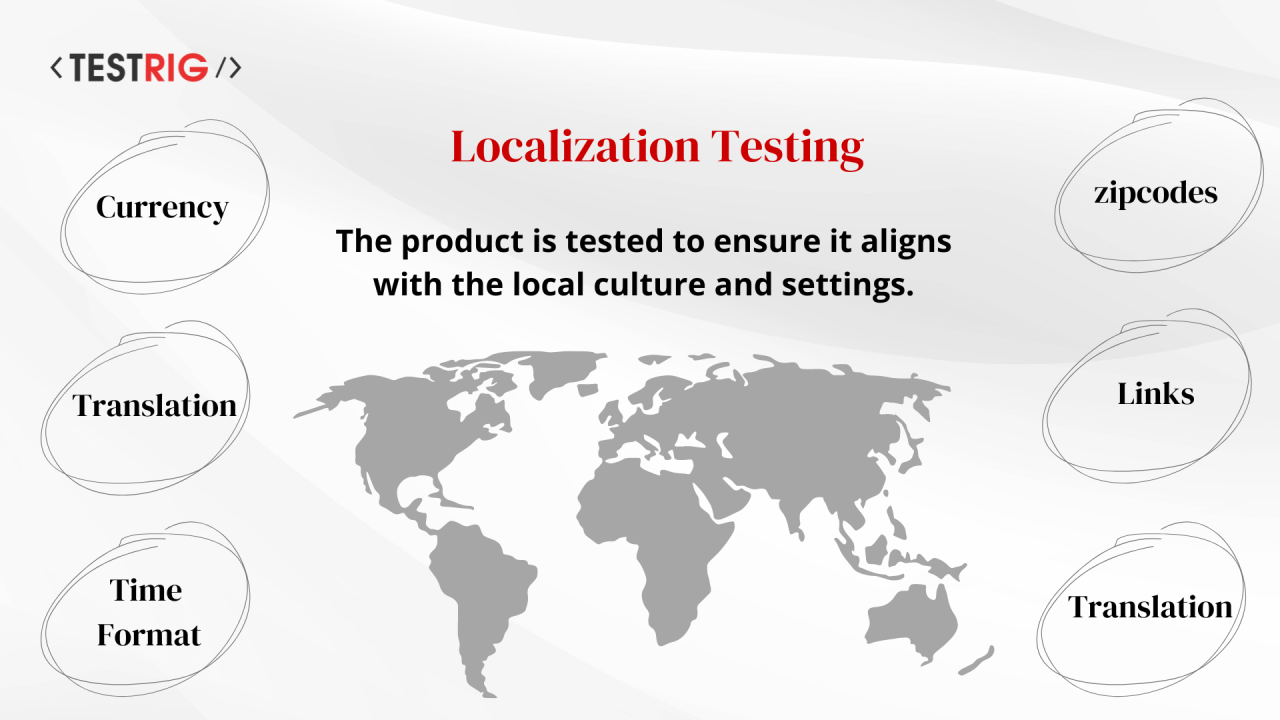 <TESTRIG/>
Localization Testing
The product is tested to ensure it aligns
with the local culture and settings.
Currency
Translation
Time
Format
zipcodes
Links
Translation